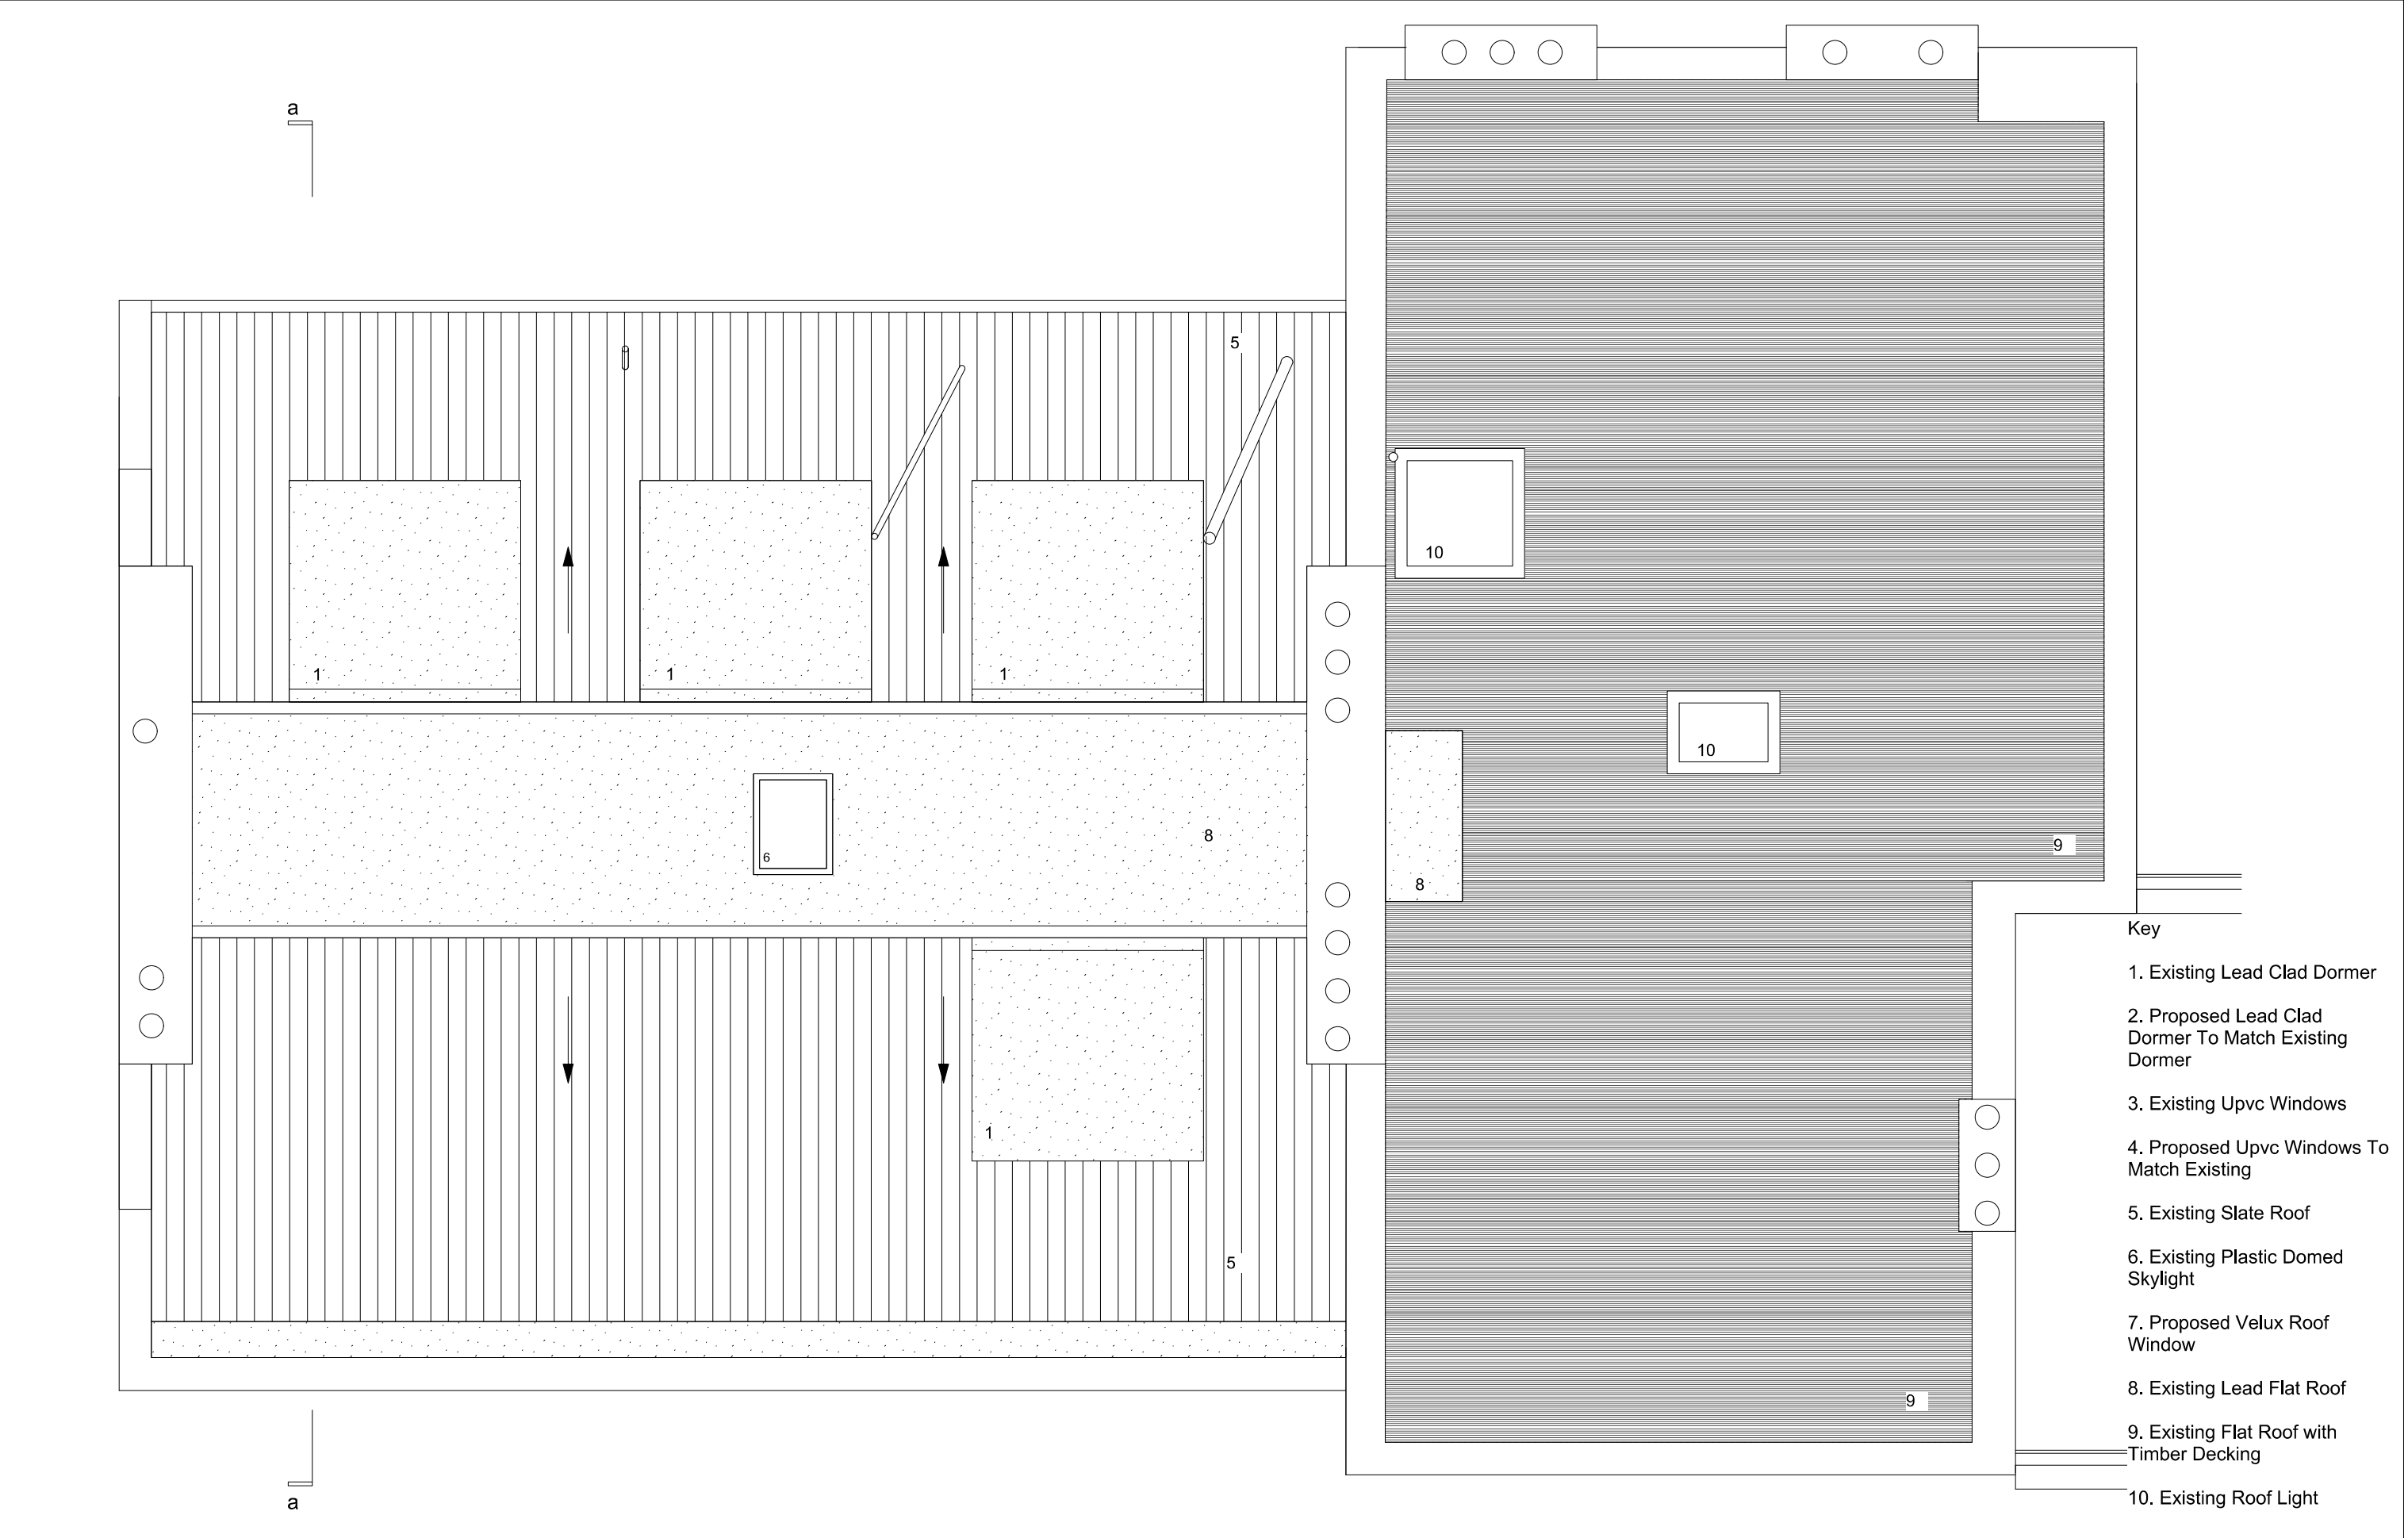 a
5
10
1
1
1
10
6
8
8
9
1
5
9
a
Key
1. Existing Lead Clad Dormer
2. Proposed Lead Clad
Dormer To Match Existing
Dormer
3. Existing Upvc Windows
4. Proposed Upvc Windows To
Match Existing
5. Existing Slate Roof
6. Existing Plastic Domed
Skylight
7. Proposed Velux Roof
Window
8. Existing Lead Flat Roof
9. Existing Flat Roof with
Timber Decking
10. Existing Roof Light